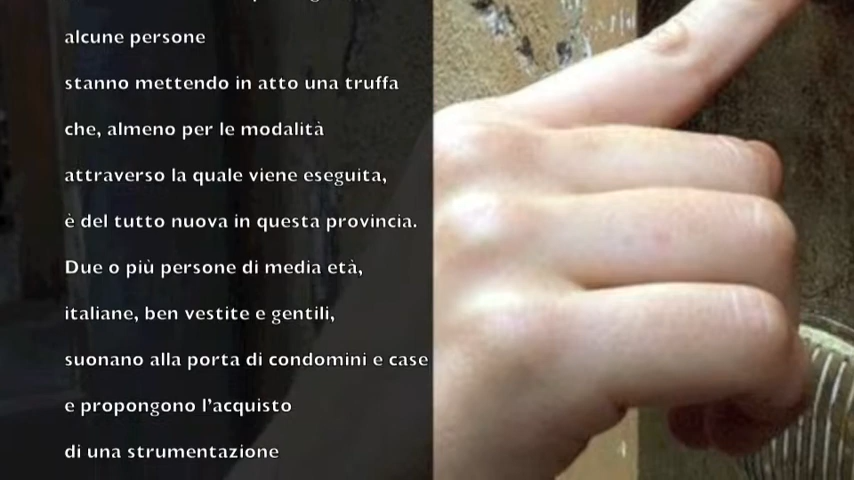 alcune persone
stanno mettendo in atto una truffa
che, almeno per le modalità
attraverso la quale viene eseguita,
è del tutto nuova in questa provincia.
Due o più persone di media età,
italiane, ben vestite e gentili,
suonano alla porta di condomini e case
e propongono l'acquisto
di una strumentazione